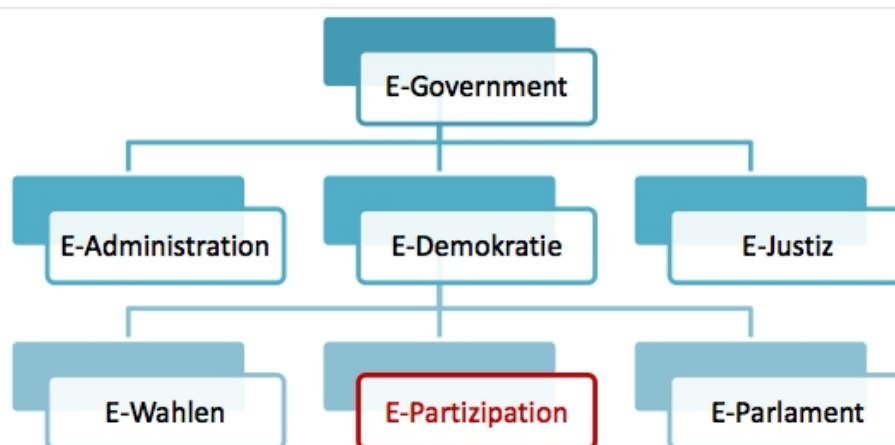 E-Government
E-Administration
E-Demokratie
E-Justiz
E-Wahlen
E-Partizipation
E-Parlament